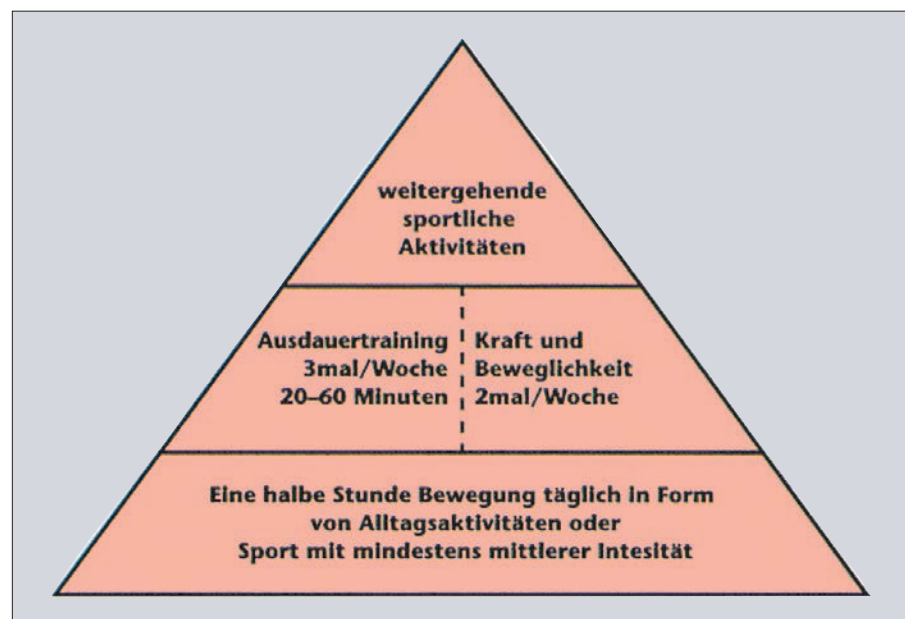 weitergehende
sportliche
Aktivitäten
Ausdauertraining
3mal/Woche
20–60 Minuten
Kraft und
Beweglichkeit
2mal/Woche
Eine halbe Stunde Bewegung täglich in Form
von Alltagsaktivitäten oder
Sport mit mindestens mittlerer Intesität